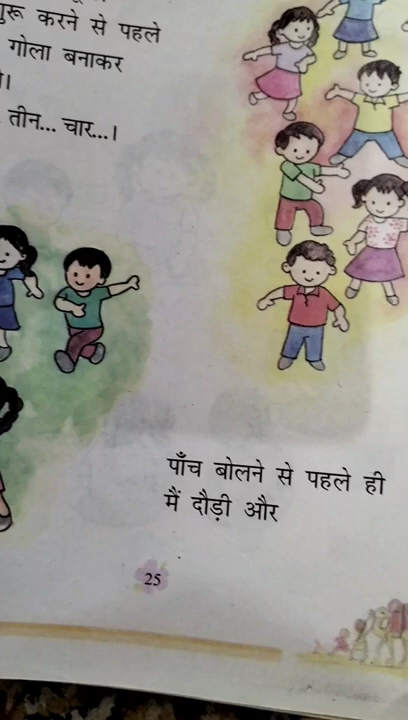 करने से पहले
गोला बनाकर
तीन... चार...।
पाँच बोलने से पहले ही
मैं दौड़ी और
25